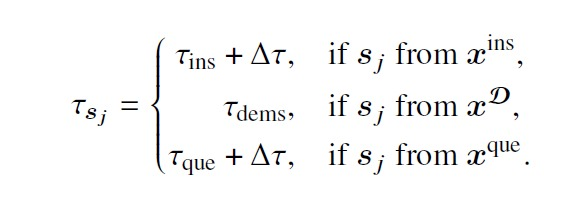 τ_{s_j} = { τ_ins + Δτ, if s_j from x^ins,
τ_dems, if s_j from x^𝒟,
τ_que + Δτ, if s_j from x^que.